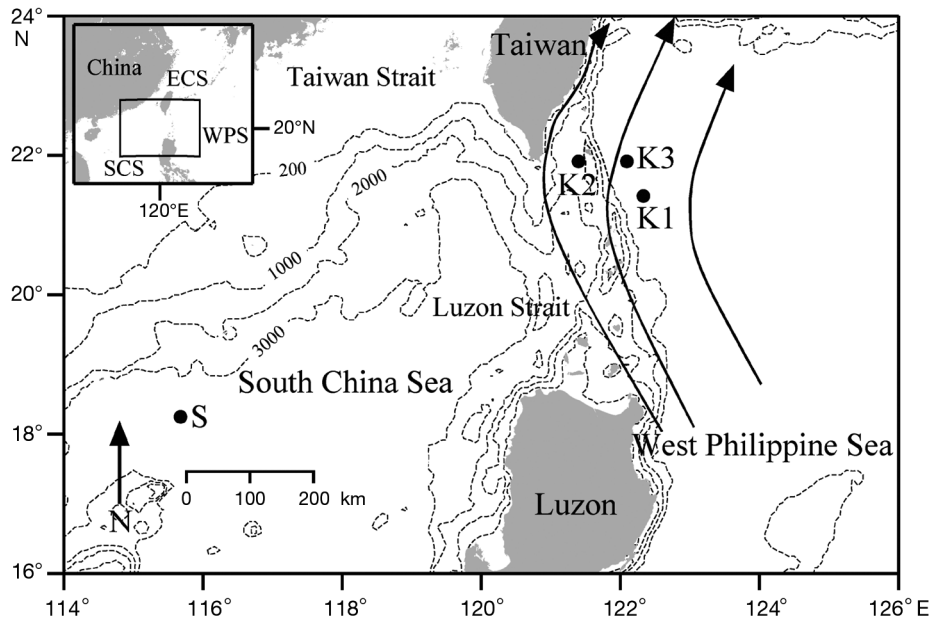 24°
N
22°
20°
18°
16°
114°
116°
118°
120°
122°
124°
126° E
China
ECS
WPS
SCS
20°N
120°E
Taiwan Strait
Taiwan
200
2000
1000
3000
K2
K3
K1
Luzon Strait
South China Sea
S
West Philippine Sea
N
0 100 200 km
Luzon